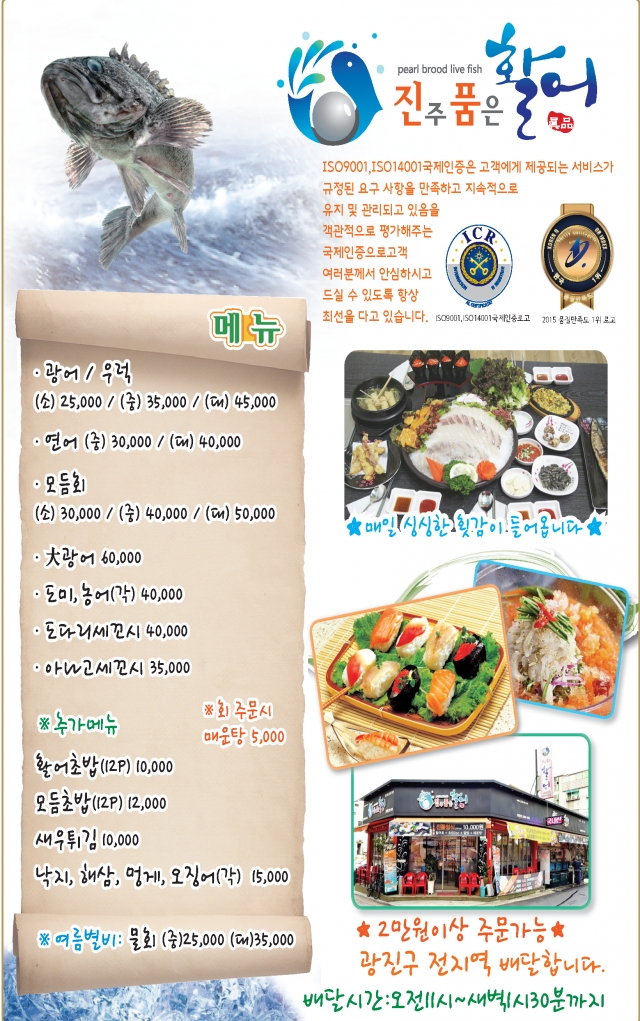 pearl brood live fish
진주 품은 활어
眞品
ISO9001,ISO14001국제인증은 고객에게 제공되는 서비스가
규정된 요구 사항을 만족하고 지속적으로
유지 및 관리되고 있음을
객관적으로 평가해주는
국제인증으로고객
여러분께서 안심하시고
드실 수 있도록 항상
최선을 다고 있습니다.
ICR
ISO9001,ISO14001국제인증로고
2015 품질만족도 1위 로고
메뉴
· 광어 / 우럭
(소) 25,000 / (중) 35,000 / (대) 45,000
· 연어 (중) 30,000 / (대) 40,000
· 모듬회
(소) 30,000 / (중) 40,000 / (대) 50,000
· 大광어 60,000
· 도미,농어(각) 40,000
· 도다리세꼬시 40,000
· 아나고세꼬시 35,000
※회 주문시
매운탕 5,000
※추가메뉴
활어초밥(12P) 10,000
모듬초밥(12P) 12,000
새우튀김 10,000
낙지, 해삼, 멍게, 오징어(각) 15,000
※여름별비: 물회 (중)25,000 (대)35,000
★매일 싱싱한 횟감이 들어옵니다★
진주품은 활어
10,000원
★ 2만원이상 주문가능★
광진구 전지역 배달합니다.
배달시간:오전11시~새벽1시30분까지